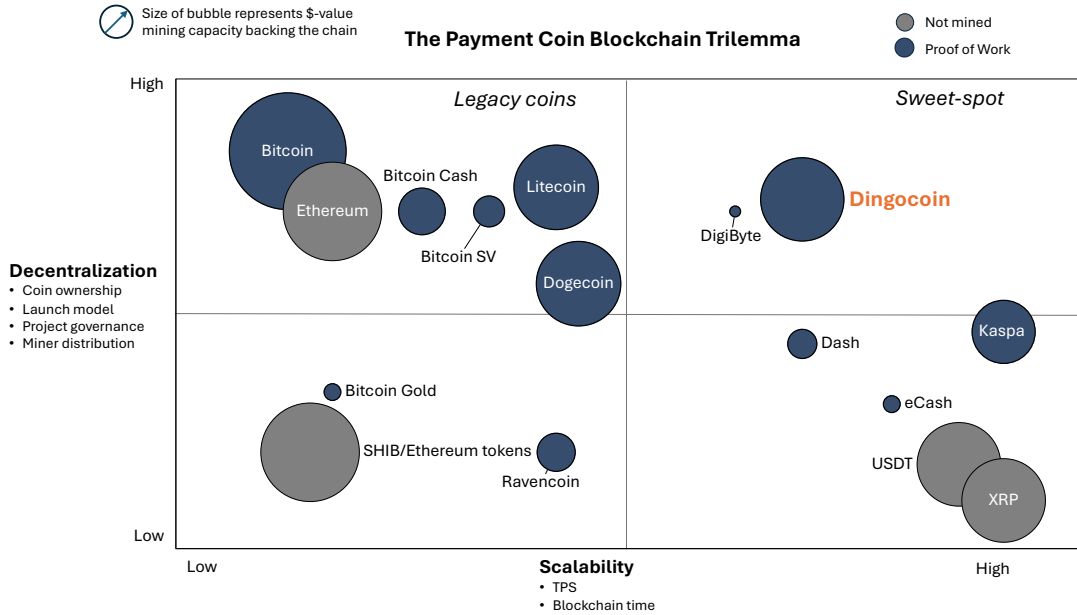 Size of bubble represents $-value
mining capacity backing the chain
The Payment Coin Blockchain Trilemma
Not mined
Proof of Work
High
Legacy coins
Sweet-spot
Bitcoin
Ethereum
Bitcoin Cash
Bitcoin SV
Litecoin
Dogecoin
DigiByte
Dingocoin
Decentralization
• Coin ownership
• Launch model
• Project governance
• Miner distribution
Kaspa
Dash
Bitcoin Gold
eCash
SHIB/Ethereum tokens
Ravencoin
USDT
XRP
Low
Low
Scalability
High
• TPS
• Blockchain time